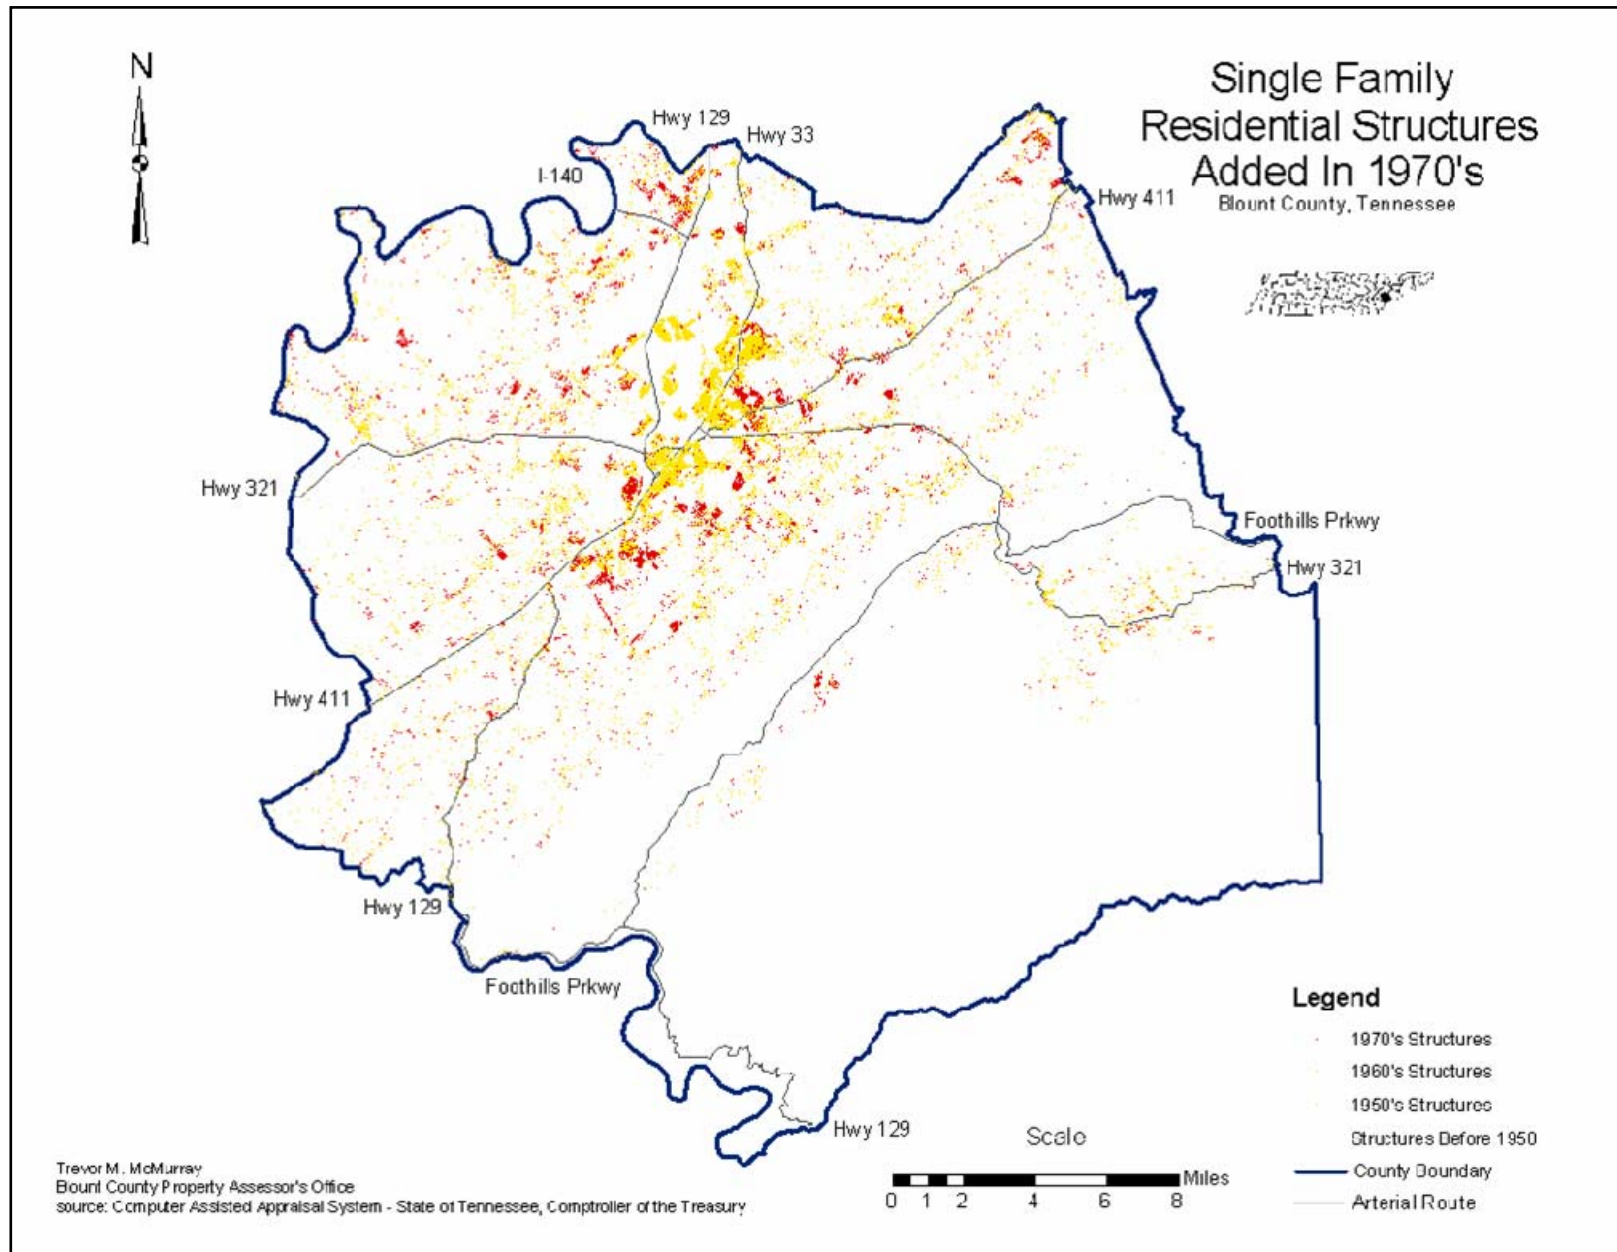 N
Single Family
Residential Structures
Added In 1970's
Blount County, Tennessee
Hwy 129
Hwy 33
I-140
Hwy 411
Hwy 321
Foothills Prkwy
Hwy 321
Hwy 411
Hwy 129
Foothills Prkwy
Hwy 129
Legend
1970's Structures
1960's Structures
1950's Structures
Structures Before 1950
County Boundary
Arterial Route
Scale
Miles
0 1 2 4 6 8
Trevor M. McMurray
Blount County Property Assessor's Office
source: Computer Assisted Appraisal System - State of Tennessee, Comptroller of the Treasury